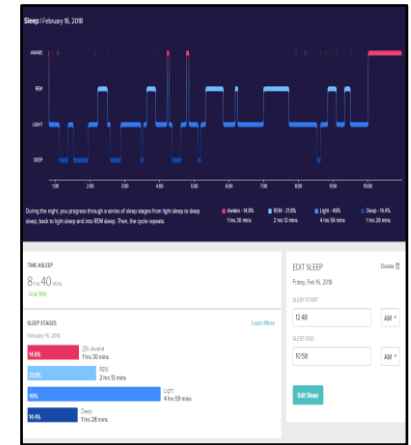 Sleep | February 16, 2018
AWAKE
REM
LIGHT
DEEP
1:00 2:00 3:00 4:00 5:00 6:00 7:00 8:00 9:00 10:00
During the night, you progress through a series of sleep stages from light sleep to deep
sleep, back to light sleep and into REM sleep. Then, the cycle repeats.
Awake - 14.8%
1 hrs 30 mins
REM - 21.8%
2 hrs 13 mins
Light - 49%
4 hrs 59 mins
Deep - 14.4%
1 hrs 28 mins
TIME ASLEEP
8 hrs 40 mins
Goal Met
SLEEP STAGES Learn More
February 16, 2018
14.8% 29x Awake
1 hrs 30 mins
21.8% REM
2 hrs 13 mins
49% Light
4 hrs 59 mins
14.4% Deep
1 hrs 28 mins
EDIT SLEEP Delete
Friday, Feb 16, 2018
SLEEP START
12:48 AM
SLEEP END
10:58 AM
Edit Sleep